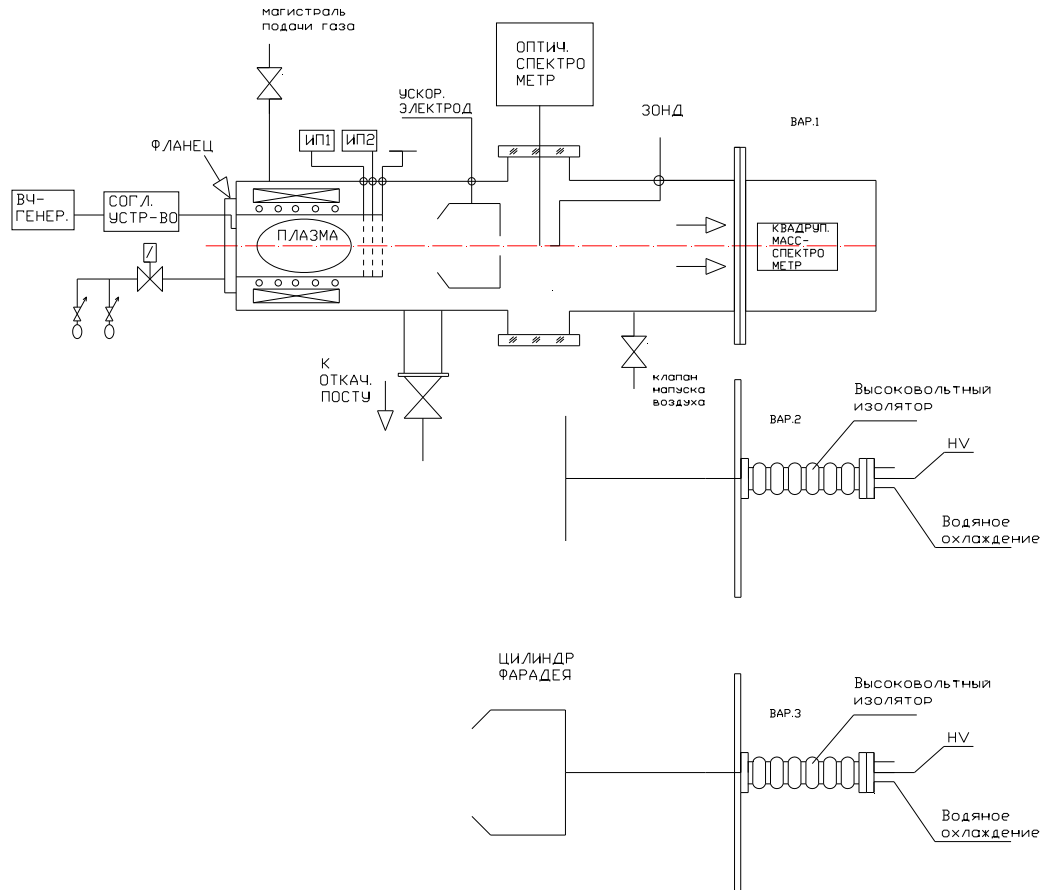 магистраль
подачи газа
ОПТИЧ.
СПЕКТРО
МЕТР
УСКОР.
ЭЛЕКТРОД
ЗОНД
ВАР.1
ФЛАНЕЦ
ИП1
ИП2
ВЧ-
ГЕНЕР.
СОГЛ.
УСТР-ВО
ПЛАЗМА
КВАДРУП.
МАСС-
СПЕКТРО
МЕТР
К
ОТКАЧ.
ПОСТУ
клапан
напуска
воздуха
Высоковольтный
изолятор
ВАР.2
HV
Водяное
охлаждение
ЦИЛИНДР
ФАРАДЕЯ
Высоковольтный
изолятор
ВАР.3
HV
Водяное
охлаждение